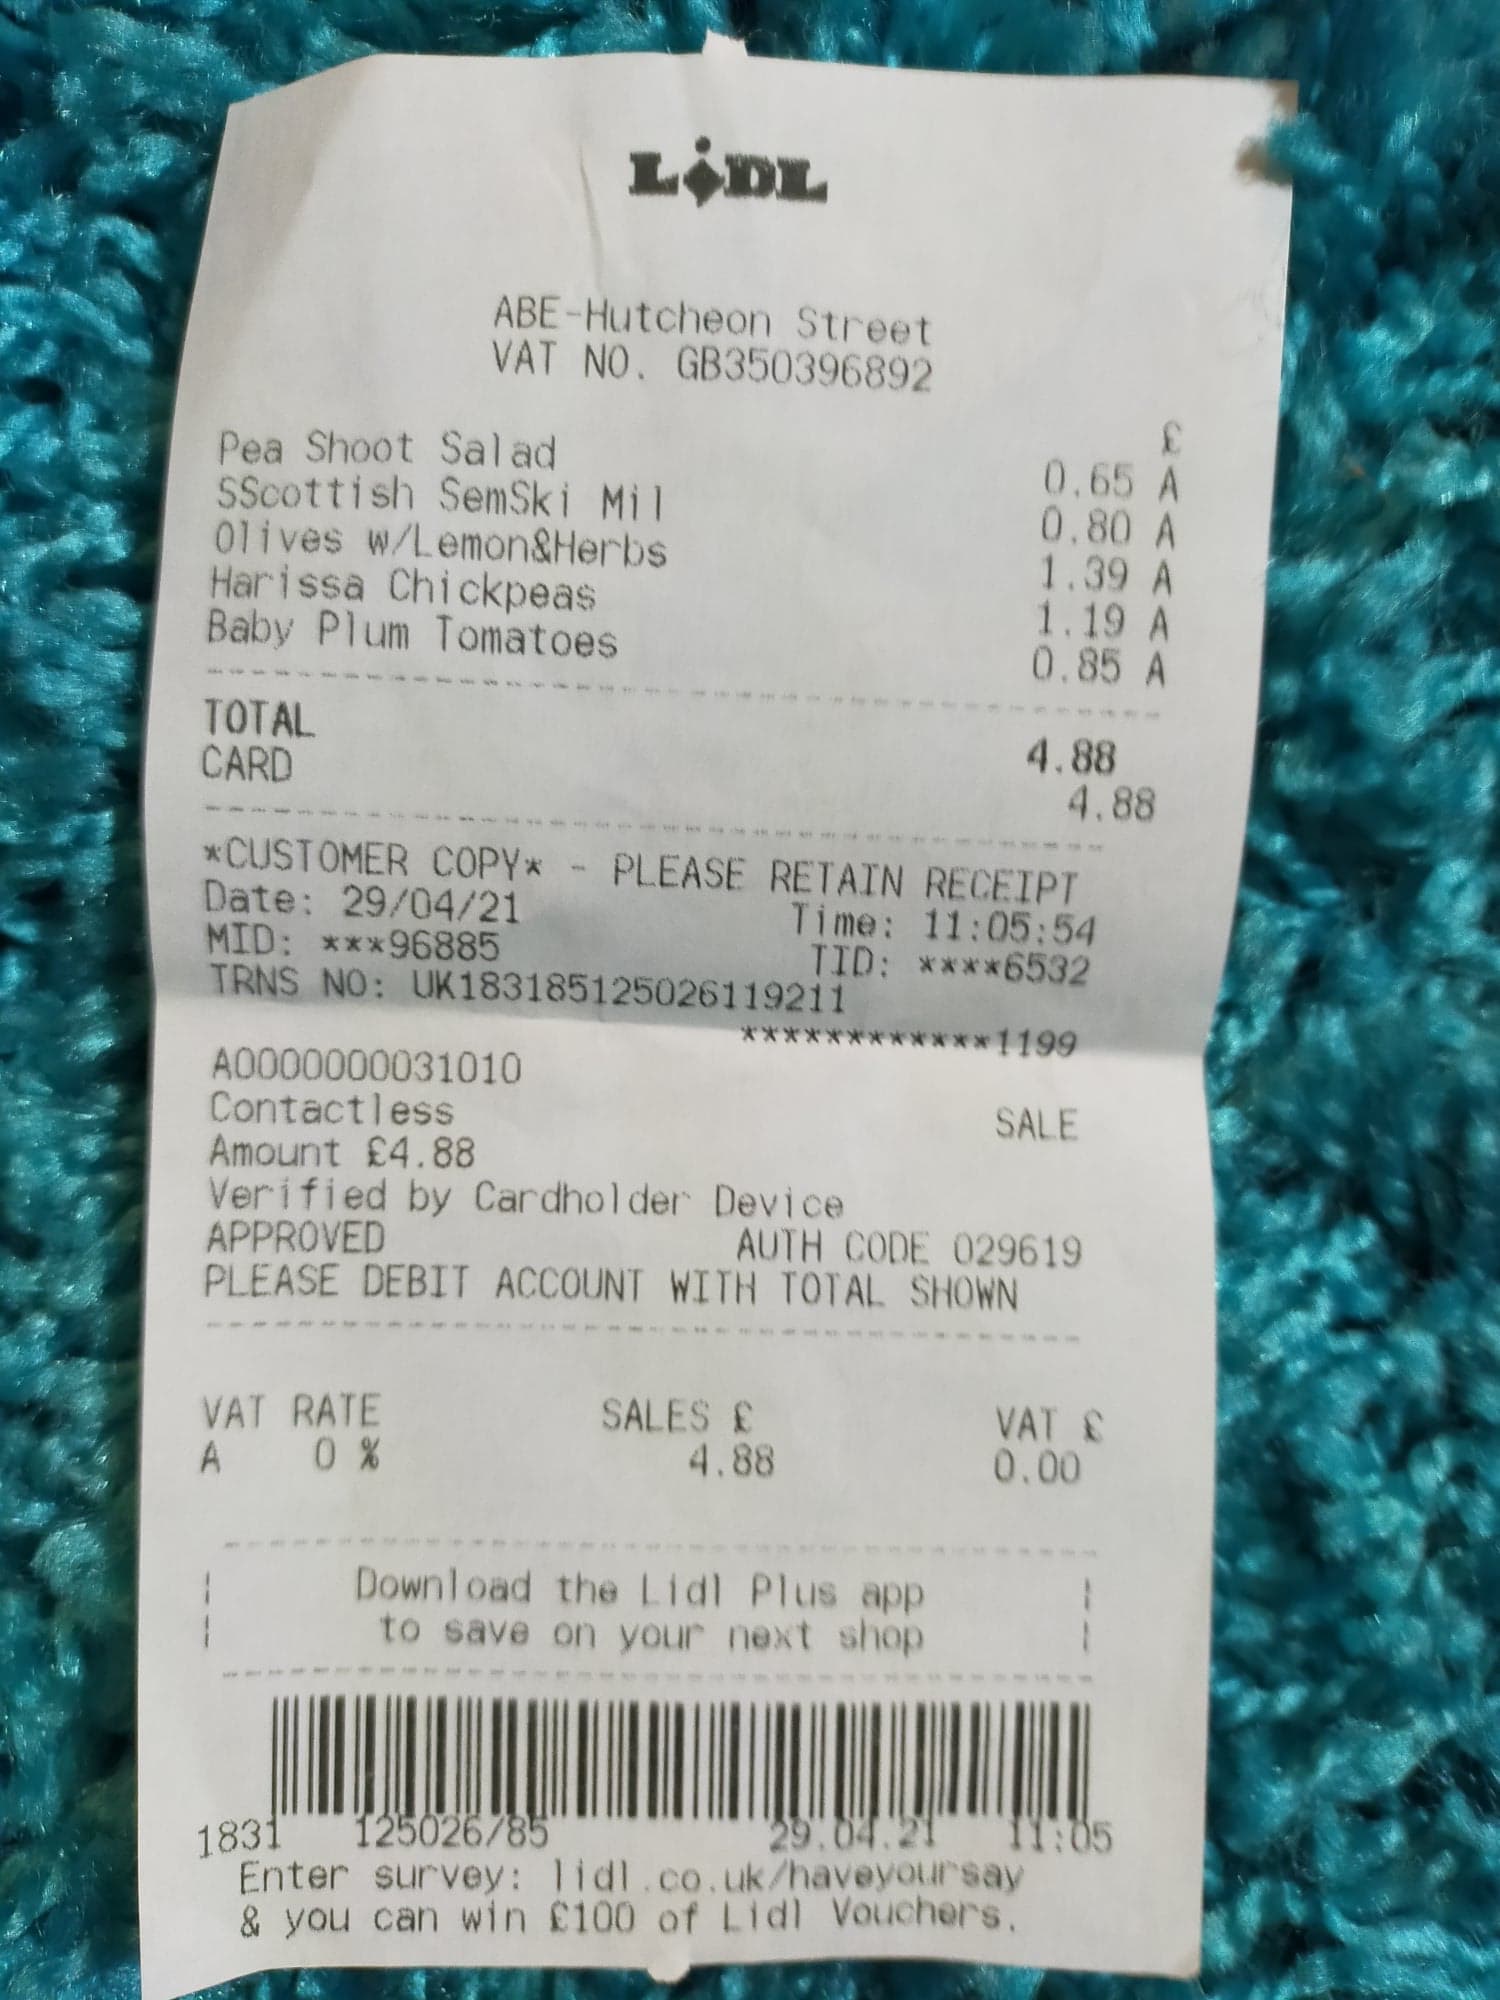 LiDL
ABE-Hutcheon Street
VAT NO. GB350396892
£
Pea Shoot Salad 0.65 A
SScottish SemSki Mil 0.80 A
Olives w/Lemon&Herbs 1.39 A
Harissa Chickpeas 1.19 A
Baby Plum Tomatoes 0.85 A
TOTAL 4.88
CARD 4.88
*CUSTOMER COPY* - PLEASE RETAIN RECEIPT
Date: 29/04/21 Time: 11:05:54
MID: ***96885 TID: ****6532
TRNS NO: UK183185125026119211
************1199
A0000000031010
Contactless SALE
Amount £4.88
Verified by Cardholder Device
APPROVED AUTH CODE 029619
PLEASE DEBIT ACCOUNT WITH TOTAL SHOWN
VAT RATE SALES £ VAT £
A 0 % 4.88 0.00
Download the Lidl Plus app
to save on your next shop
1831 125026/85 29.04.21 11:05
Enter survey: lidl.co.uk/haveyoursay
& you can win £100 of Lidl Vouchers.